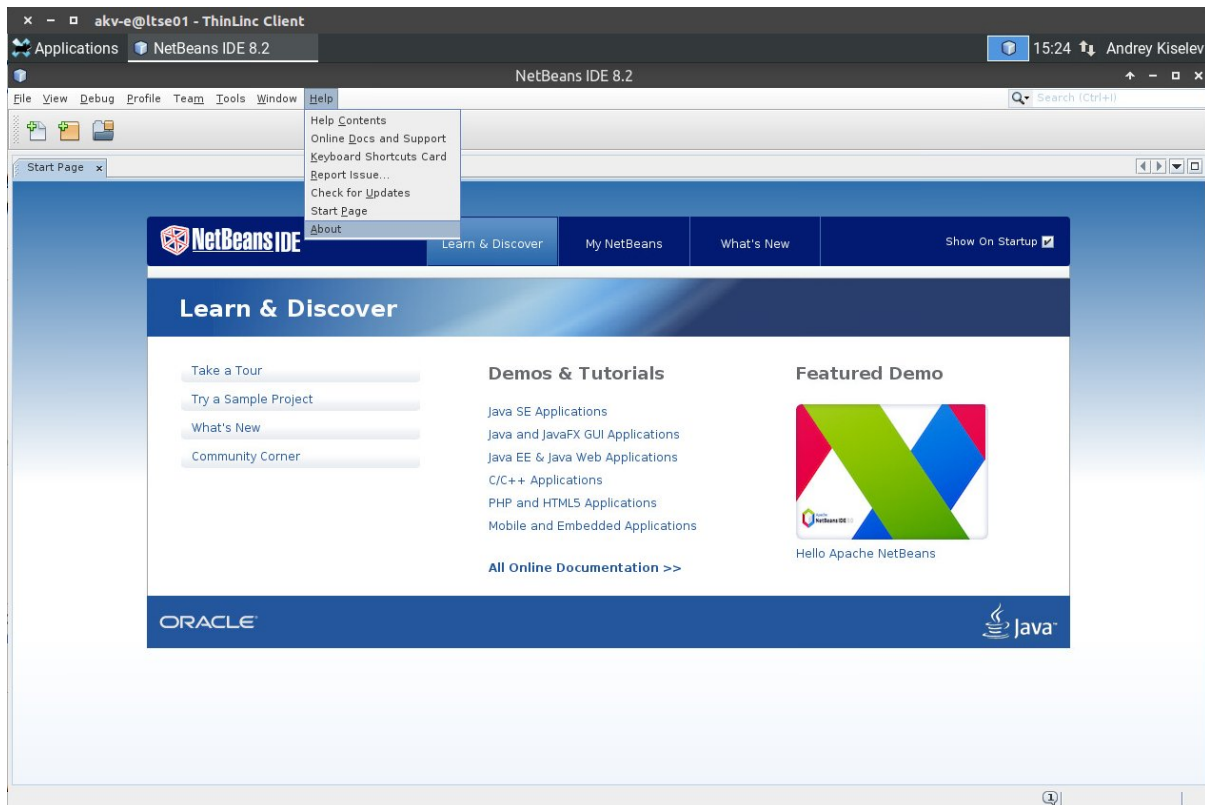 akv-e@ltse01 - ThinLinc Client
Applications NetBeans IDE 8.2 15:24 Andrey Kiselev
NetBeans IDE 8.2
File View Debug Profile Team Tools Window Help Search (Ctrl+I)
Help Contents
Online Docs and Support
Keyboard Shortcuts Card
Report Issue...
Check for Updates
Start Page
About
Start Page
NetBeans IDE
Learn & Discover My NetBeans What's New Show On Startup
Learn & Discover
Take a Tour
Try a Sample Project
What's New
Community Corner
Demos & Tutorials
Java SE Applications
Java and JavaFX GUI Applications
Java EE & Java Web Applications
C/C++ Applications
PHP and HTML5 Applications
Mobile and Embedded Applications
All Online Documentation >>
Featured Demo
NetBeans IDE
Hello Apache NetBeans
ORACLE
Java
1